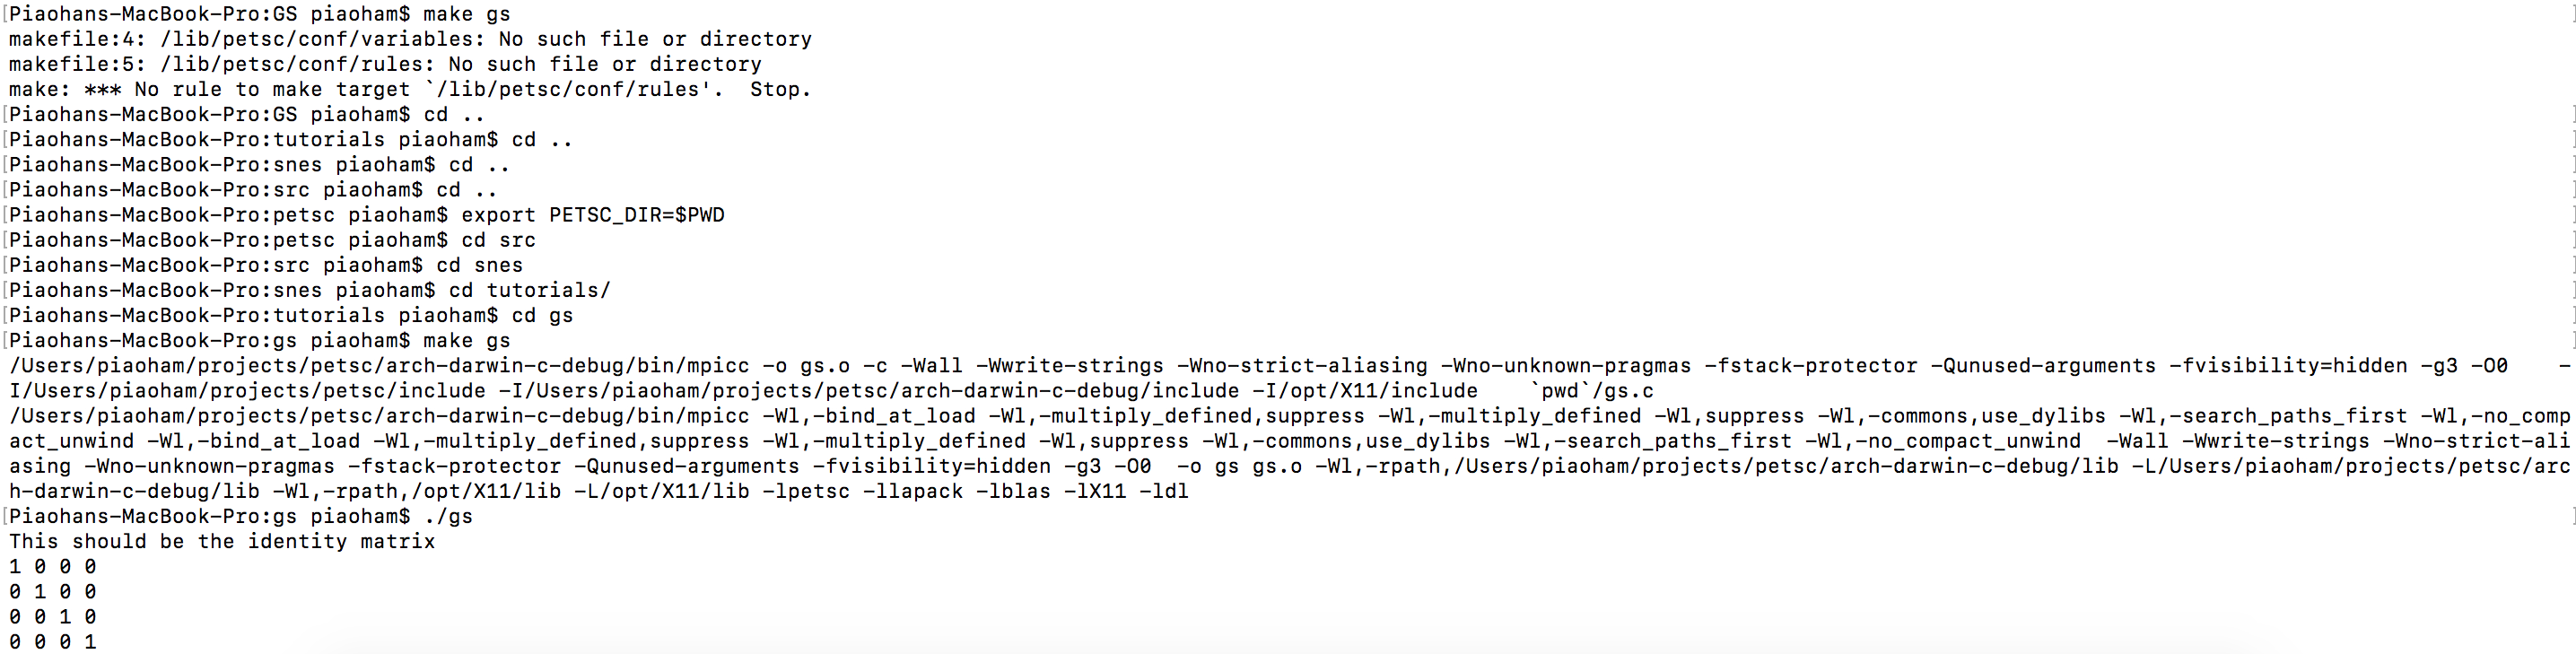 [Piaohans-MacBook-Pro:GS piaoham$ make gs ]
makefile:4: /lib/petsc/conf/variables: No such file or directory
makefile:5: /lib/petsc/conf/rules: No such file or directory
make: *** No rule to make target `/lib/petsc/conf/rules'.  Stop.
[Piaohans-MacBook-Pro:GS piaoham$ cd .. ]
[Piaohans-MacBook-Pro:tutorials piaoham$ cd .. ]
[Piaohans-MacBook-Pro:snes piaoham$ cd .. ]
[Piaohans-MacBook-Pro:src piaoham$ cd .. ]
[Piaohans-MacBook-Pro:petsc piaoham$ export PETSC_DIR=$PWD ]
[Piaohans-MacBook-Pro:petsc piaoham$ cd src ]
[Piaohans-MacBook-Pro:src piaoham$ cd snes ]
[Piaohans-MacBook-Pro:snes piaoham$ cd tutorials/ ]
[Piaohans-MacBook-Pro:tutorials piaoham$ cd gs ]
[Piaohans-MacBook-Pro:gs piaoham$ make gs ]
/Users/piaoham/projects/petsc/arch-darwin-c-debug/bin/mpicc -o gs.o -c -Wall -Wwrite-strings -Wno-strict-aliasing -Wno-unknown-pragmas -fstack-protector -Qunused-arguments -fvisibility=hidden -g3 -O0    -
I/Users/piaoham/projects/petsc/include -I/Users/piaoham/projects/petsc/arch-darwin-c-debug/include -I/opt/X11/include    `pwd`/gs.c
/Users/piaoham/projects/petsc/arch-darwin-c-debug/bin/mpicc -Wl,-bind_at_load -Wl,-multiply_defined,suppress -Wl,-multiply_defined -Wl,suppress -Wl,-commons,use_dylibs -Wl,-search_paths_first -Wl,-no_comp
act_unwind -Wl,-bind_at_load -Wl,-multiply_defined,suppress -Wl,-multiply_defined -Wl,suppress -Wl,-commons,use_dylibs -Wl,-search_paths_first -Wl,-no_compact_unwind  -Wall -Wwrite-strings -Wno-strict-ali
asing -Wno-unknown-pragmas -fstack-protector -Qunused-arguments -fvisibility=hidden -g3 -O0  -o gs gs.o -Wl,-rpath,/Users/piaoham/projects/petsc/arch-darwin-c-debug/lib -L/Users/piaoham/projects/petsc/arc
h-darwin-c-debug/lib -Wl,-rpath,/opt/X11/lib -L/opt/X11/lib -lpetsc -llapack -lblas -lX11 -ldl
[Piaohans-MacBook-Pro:gs piaoham$ ./gs ]
This should be the identity matrix
1 0 0 0
0 1 0 0
0 0 1 0
0 0 0 1